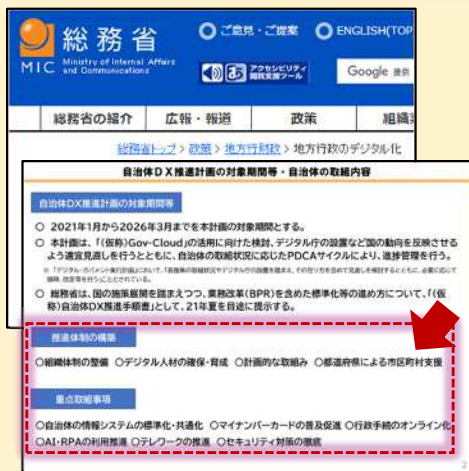 総務省
MIC Ministry of Internal Affairs
and Communications
ご意見・ご提案
ENGLISH(TOP
アクセシビリティ
閲覧支援ツール
Google 提供
総務省の紹介 広報・報道 政策 組織
総務省トップ > 政策 > 地方行財政 > 地方行政のデジタル化
自治体DX推進計画の対象期間等・自治体の取組内容
自治体DX推進計画の対象期間等
○ 2021年1月から2026年3月までを本計画の対象期間とする。
○ 本計画は、「(仮称)Gov-Cloud」の活用に向けた検討、デジタル庁の設置など国の動向を反映させる
よう適宜見直しを行うとともに、自治体の取組状況に応じたPDCAサイクルにより、進捗管理を行う。
○ 総務省は、国の施策展開を踏まえつつ、業務改革(BPR)を含めた標準化等の進め方について、「(仮
称)自治体DX推進手順書」として、21年夏を目途に提示する。
推進体制の構築
○組織体制の整備 ○デジタル人材の確保・育成 ○計画的な取組み ○都道府県による市区町村支援
重点取組事項
○自治体の情報システムの標準化・共通化 ○マイナンバーカードの普及促進 ○行政手続のオンライン化
○AI・RPAの利用推進 ○テレワークの推進 ○セキュリティ対策の徹底
2